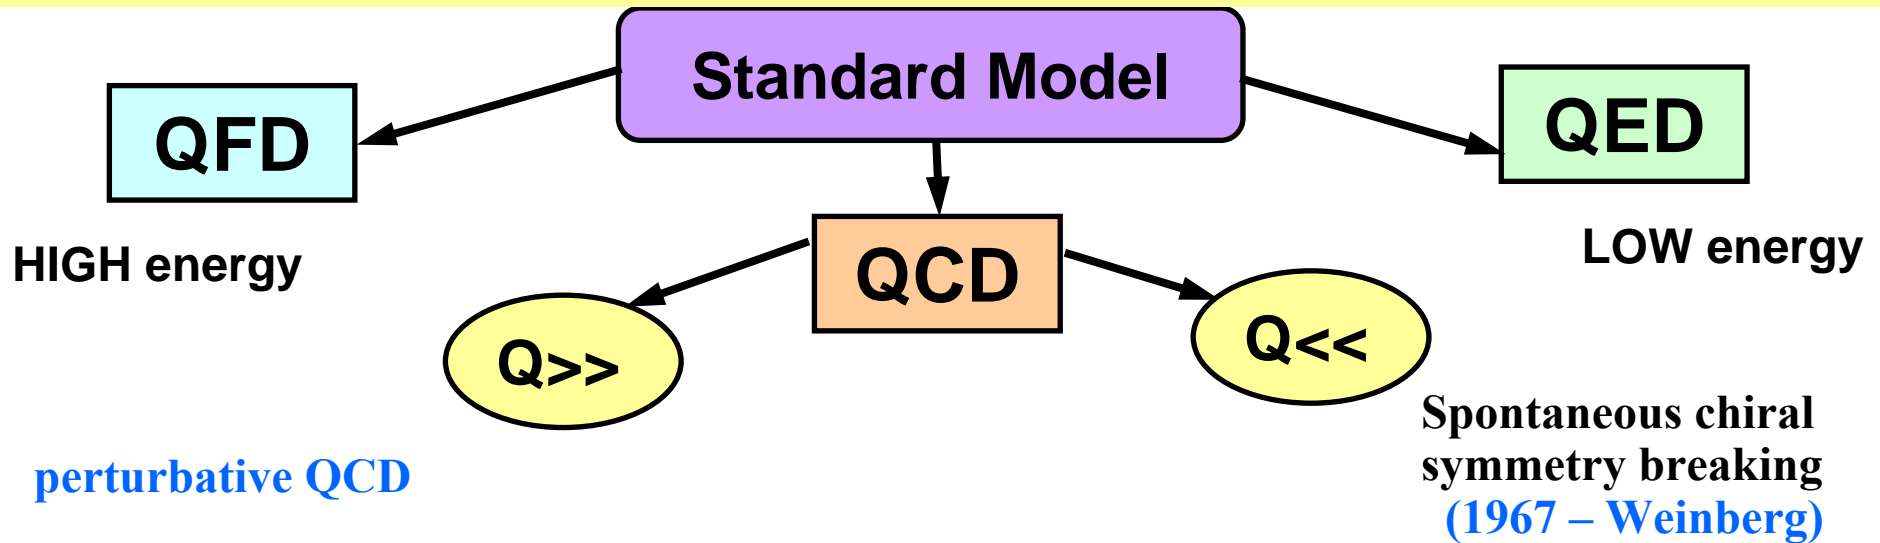 Standard Model
QFD
QED
HIGH energy
QCD
LOW energy
Q>>
Q<<
perturbative QCD
Spontaneous chiral
symmetry breaking
(1967 – Weinberg)